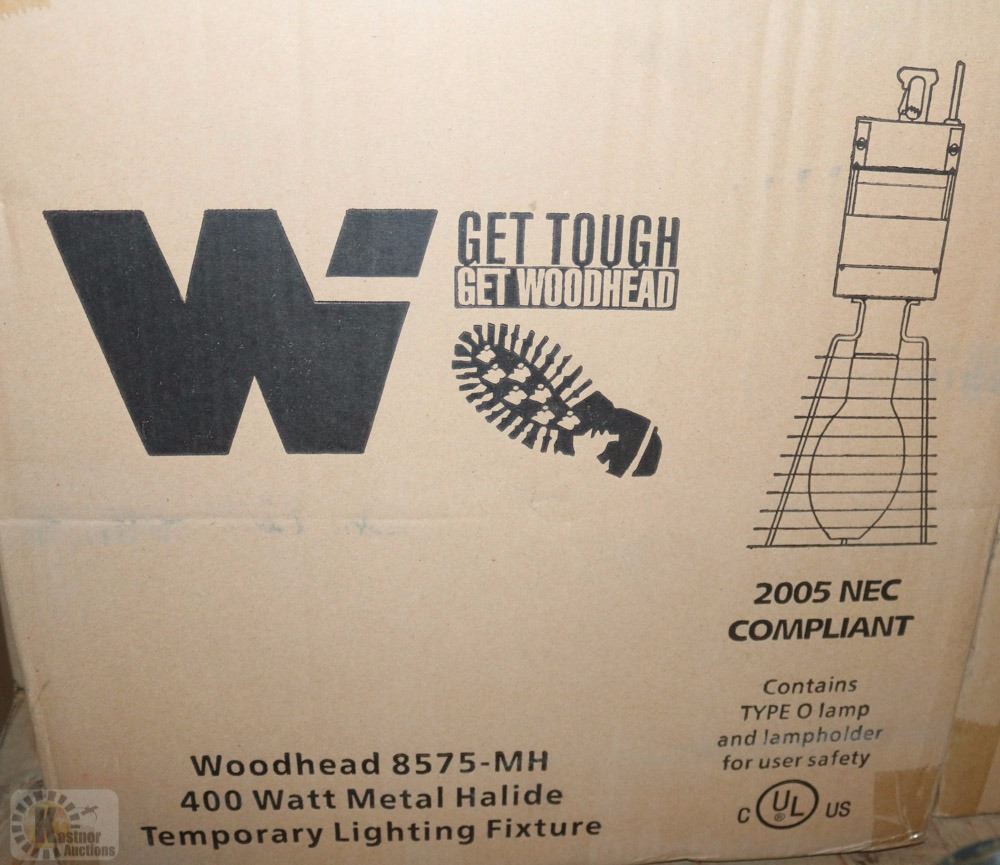 W
GET TOUGH
GET WOODHEAD
2005 NEC
COMPLIANT
Contains
TYPE O lamp
and lampholder
for user safety
C UL US
®
Woodhead 8575-MH
400 Watt Metal Halide
Temporary Lighting Fixture
Kastner
Auctions